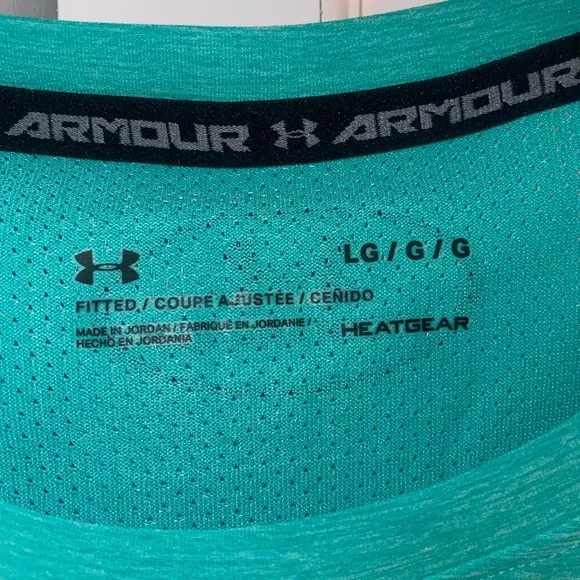 ARMOUR ARMOUR
LG / G / G
FITTED / COUPE AJUSTÉE / CEÑIDO
MADE IN JORDAN / FABRIQUÉ EN JORDANIE /
HECHO EN JORDANIA
HEATGEAR